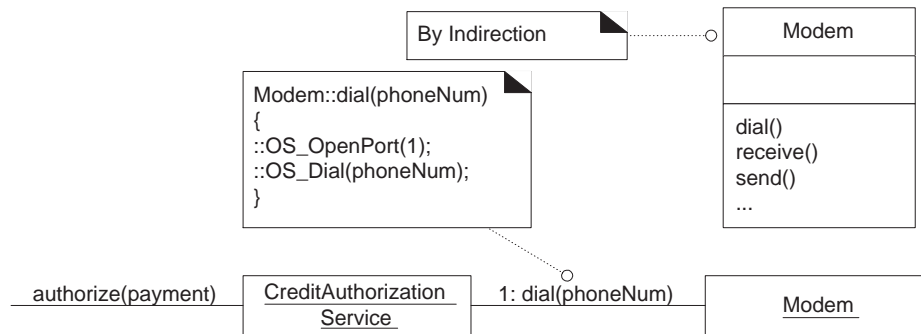 By Indirection
Modem
Modem::dial(phoneNum)
{
::OS_OpenPort(1);
::OS_Dial(phoneNum);
}
dial()
receive()
send()
...
authorize(payment)
CreditAuthorization
Service
1: dial(phoneNum)
Modem